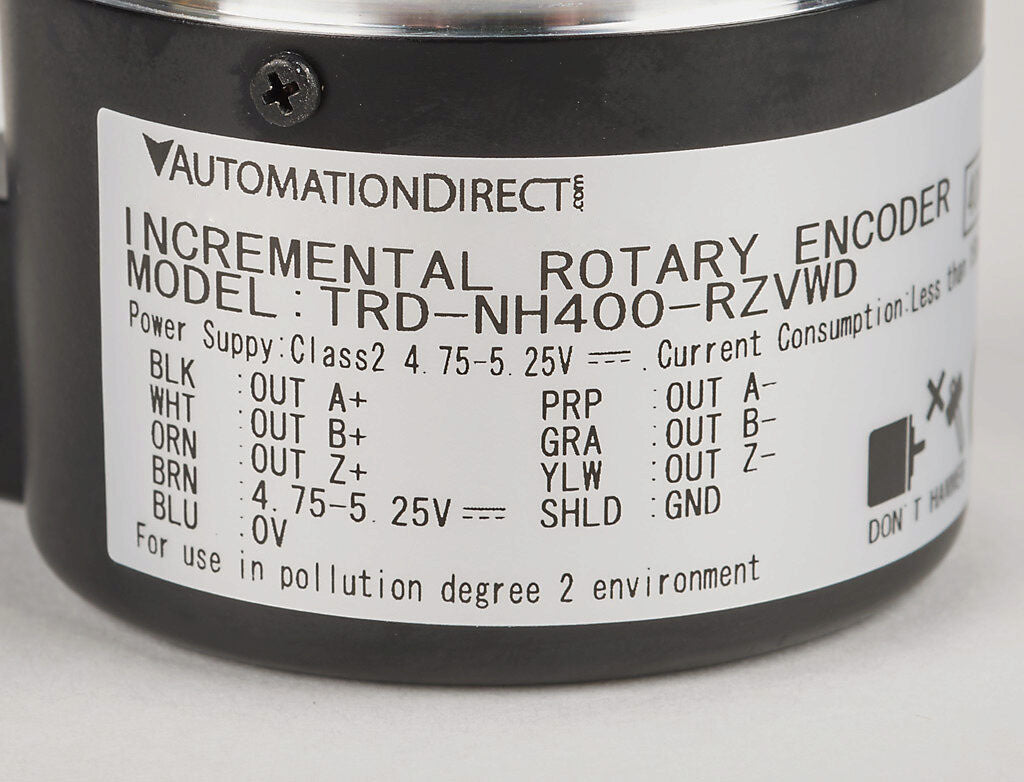 AUTOMATIONDIRECT.com
INCREMENTAL ROTARY ENCODER
MODEL:TRD-NH400-RZVWD
Power Suppy:Class2 4.75-5.25V ⎓ .Current Consumption:Less than
BLK :OUT A+ PRP :OUT A-
WHT :OUT B+ GRA :OUT B-
ORN :OUT Z+ YLW :OUT Z-
BRN :4.75-5.25V⎓ SHLD :GND
BLU :0V
For use in pollution degree 2 environment
DON'T HAMMER